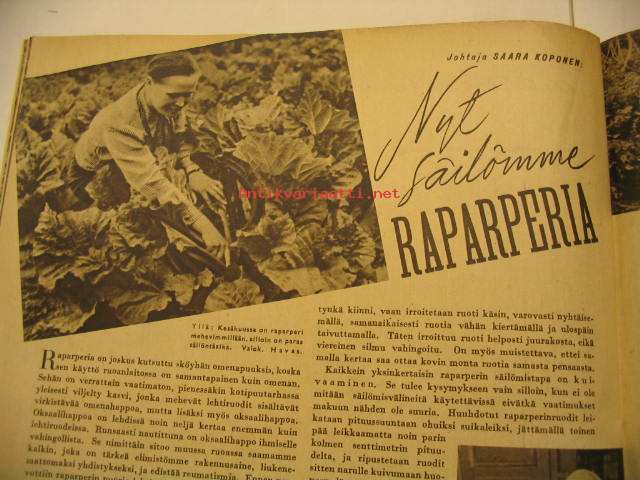 Johtaja SAARA KOPONEN:
Nyt
säilömme
RAPARPERIA
Antikvariaatti.net
Yllä: Kesäkuussa on raparperi
mehevimmillään, silloin on paras
säilöntäaika. Valok. Havas.
Raparperia on joskus kutsuttu »köyhän omenapuuksi», koska
sen käyttö ruoanlaitossa on samantapainen kuin omenan.
Sehän on verrattain vaatimaton, pienessäkin kotipuutarhassa
yleisesti viljelty kasvi, jonka mehevät lehtiruodit sisältävät
virkistävää omenahappoa, mutta lisäksi myös oksaalihappoa.
Oksaalihappoa on lehdissä noin neljä kertaa enemmän kuin
lehtiruodeissa. Runsaasti nautittuna on oksaalihappo ihmiselle
vahingollista. Se nimittäin sitoo muussa ruoassa saamamme
kalkin, joka on tärkeä elimistömme rakennusaine, liukene-
mattomaksi yhdistykseksi, ja edistää reumatismia. Ennen
tynkä kiinni, vaan irroitetaan ruoti käsin, varovasti nyhtäise-
mällä, samanaikaisesti ruotia vähän kiertämällä ja ulospäin
taivuttamalla. Täten irroittuu ruoti helposti juurakosta, eikä
viereinen silmu vahingoitu. On myös muistettava, ettei sa-
malla kertaa saa ottaa kovin monta ruotia samasta pensaasta.
Kaikkein yksinkertaisin raparperin säilömistapa on kui-
vaaminen. Se tulee kysymykseen vain silloin, kun ei ole
mitään säilömisvälineitä käytettävissä eivätkä vaatimukset
makuun nähden ole suuria. Huuhdotut raparperinruodit lei-
kataan pituussuuntaan ohuiksi suikaleiksi, jättämällä toinen
pää leikkaamatta noin parin
kolmen senttimetrin pituu-
delta, ja ripustetaan ruodit
sitten narulle kuivumaan huo-